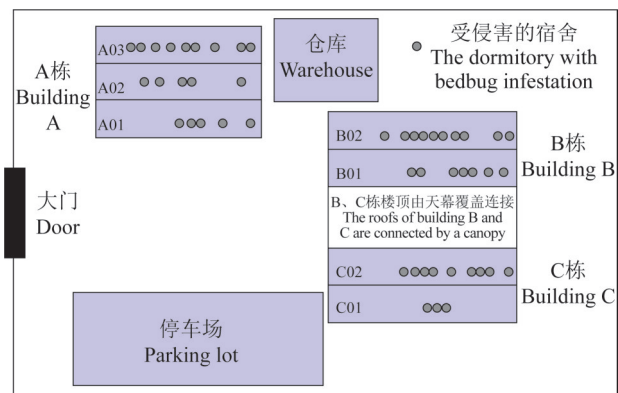 A栋
Building
A
A03
A02
A01
仓库
Warehouse
受侵害的宿舍
The dormitory with
bedbug infestation
大门
Door
B02
B01
B栋
Building B
B、C栋楼顶由天幕覆盖连接
The roofs of building B and
C are connected by a canopy
C02
C01
C栋
Building C
停车场
Parking lot